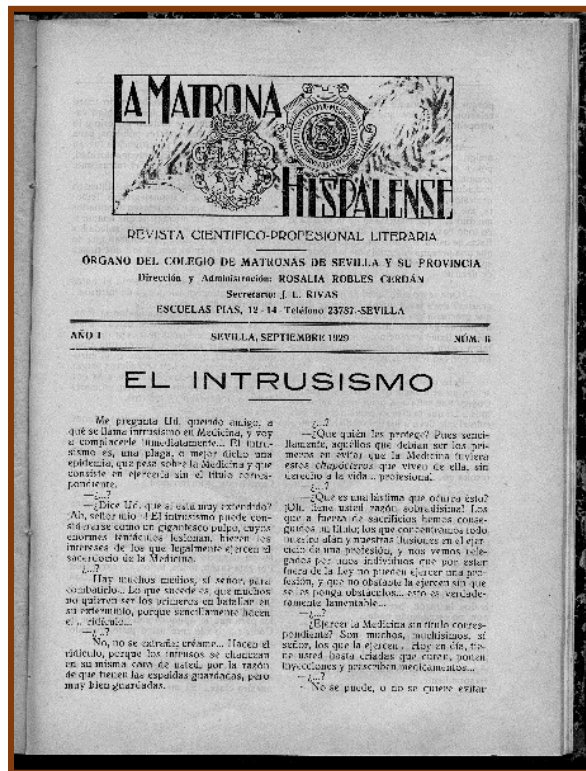 LA MATRONA
HISPALENSE
REVISTA CIENTIFICO-PROFESIONAL LITERARIA
ÓRGANO DEL COLEGIO DE MATRONAS DE SEVILLA Y SU PROVINCIA
Dirección y Administración: ROSALIA ROBLES CERDÁN
Secretario: J. L. RIVAS
ESCUELAS PIAS, 12 - 14 - Teléfono 23787.-SEVILLA
AÑO I SEVILLA, SEPTIEMBRE 1929 NÚM. 6
EL INTRUSISMO
Me pregunta Ud. querido amigo, a
qué se llama intrusismo en Medicina, y voy
a complacerle inmediatamente... El intru-
sismo es, una plaga, o mejor dicho una
epidemia, que pesa sobre la Medicina y que
consiste en ejercerla sin el título corres-
pondiente.
—¿...?
—¿Dice Ud. que si está muy extendido?
¡Ah, señor mío! El intrusismo puede con-
siderarse como un gigantesco pulpo, cuyos
enormes tentáculos lesionan, hieren los
intereses de los que legalmente ejercen el
sacerdocio de la Medicina.
¿...?
Hay muchos medios, sí señor, para
combatirlo... Lo que sucede es, que muchos
no quieren ser los primeros en batallar en
su exterminio, porque sencillamente hacen
el... ridículo...
—¿...?
No, no se extrañe; créame... Hacen el
ridículo, porque los intrusos se chancean
en su misma cara de usted, por la razón
de que tienen las espaldas guardadas, pero
muy bien guardadas.
¿...?
—¿Que quién les protege? Pues senci-
llamente, aquéllos que debían ser los pri-
meros en evitar que la Medicina tuviera
estos chupópteros que viven de ella, sin
derecho a la vida... profesional.
—¿...?
—¿Que es una lástima que ocurra ésto?
¡Oh, tiene usted razón sobradísima! Los
que a fuerza de sacrificios hemos conse-
guido un título; los que concentramos todo
nuestro afán y nuestras ilusiones en el ejer-
cicio de una profesión, y nos vemos rele-
gados por unos individuos que por estar
fuera de la Ley no pueden ejercer una pro-
fesión, y que no obstante la ejercen sin que
se les ponga obstáculos... esto es verdade-
ramente lamentable...
—¿...?
¿Ejercer la Medicina sin título corres-
pondiente? Son muchos, muchísimos, sí
señor, los que la ejercen... Hoy en día, tie-
ne usted hasta criadas que curan, ponen
inyecciones y prescriben medicamentos...
—¿...?
—No se puede, o no se quiere evitar